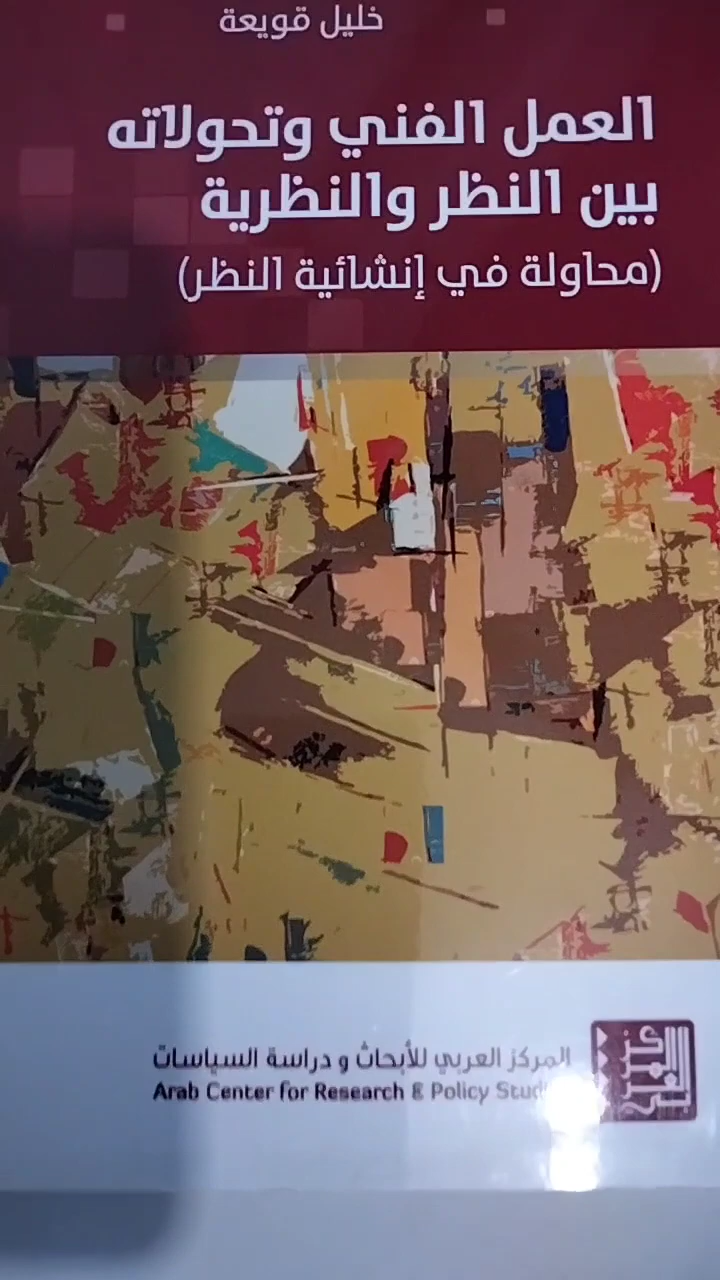 خليل قويعة
العمل الفني وتحولاته
بين النظر والنظرية
(محاولة في إنشائية النظر)
المركز العربي للأبحاث و دراسة السياسات
Arab Center for Research & Policy